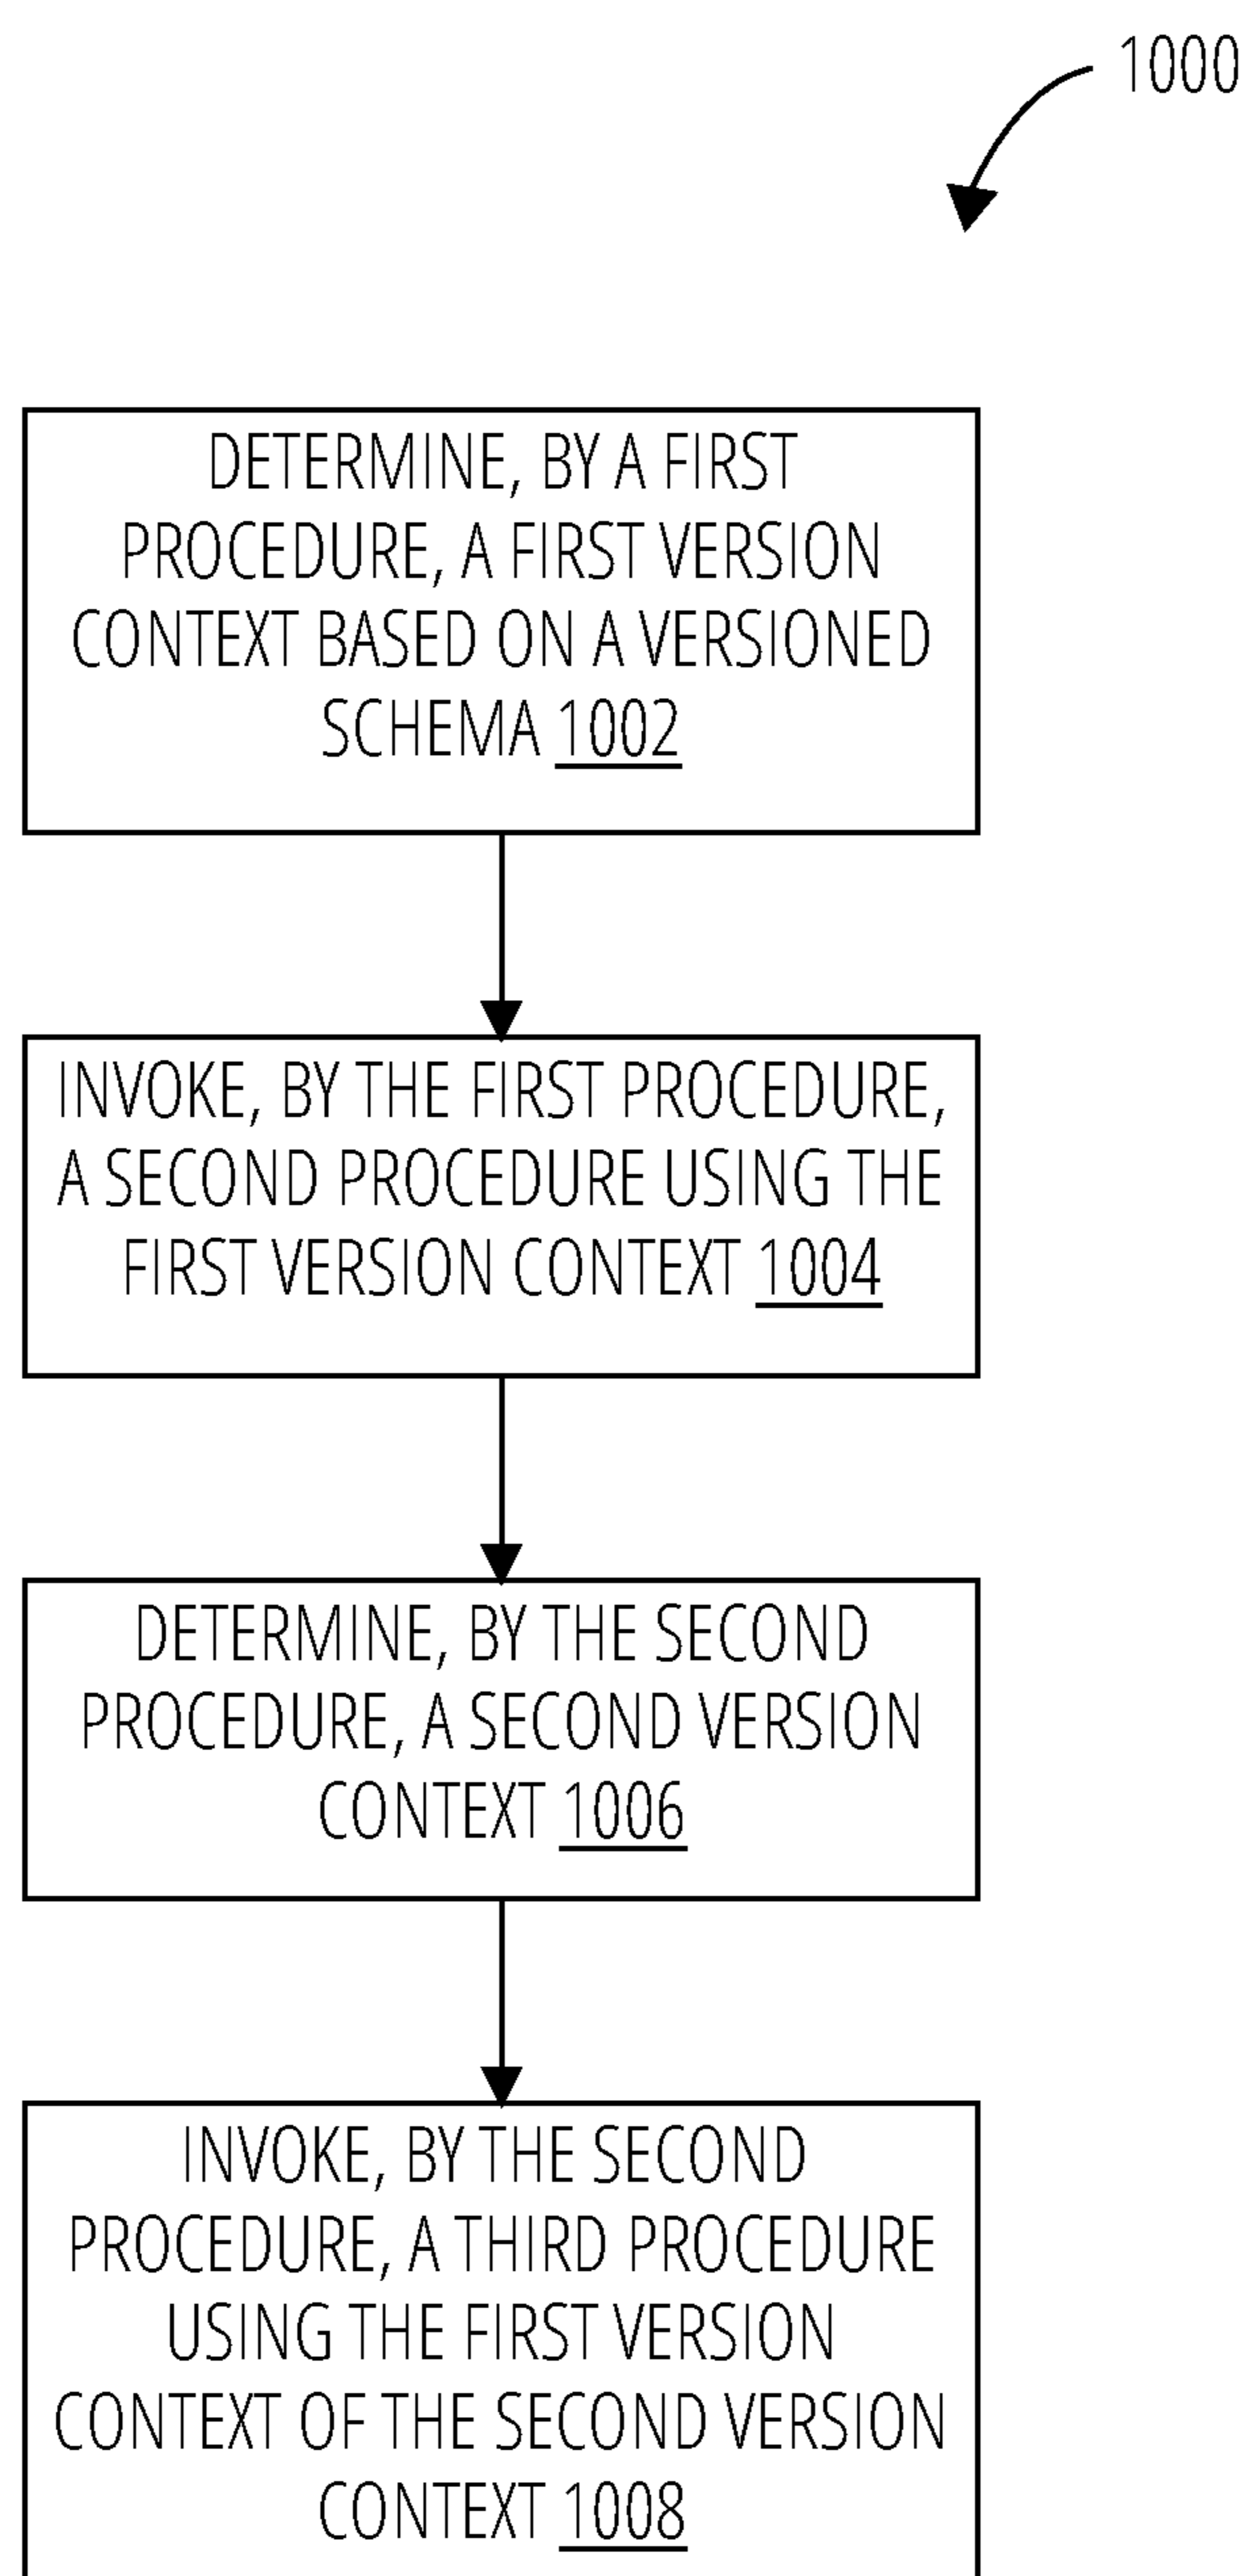 1000
DETERMINE, BY A FIRST
PROCEDURE, A FIRST VERSION
CONTEXT BASED ON A VERSIONED
SCHEMA 1002
INVOKE, BY THE FIRST PROCEDURE,
A SECOND PROCEDURE USING THE
FIRST VERSION CONTEXT 1004
DETERMINE, BY THE SECOND
PROCEDURE, A SECOND VERSION
CONTEXT 1006
INVOKE, BY THE SECOND
PROCEDURE, A THIRD PROCEDURE
USING THE FIRST VERSION
CONTEXT OF THE SECOND VERSION
CONTEXT 1008